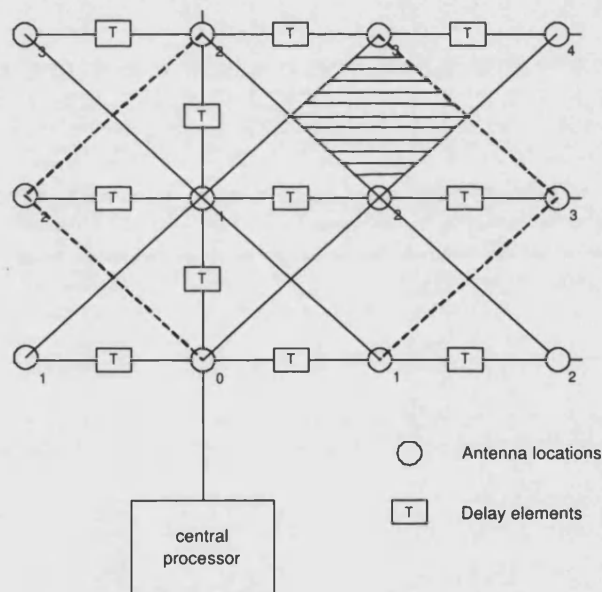 T T T
3 2 3 4
T
T T T
2 1 2 3
T
T T T
1 0 1 2
Antenna locations
T Delay elements
central
processor